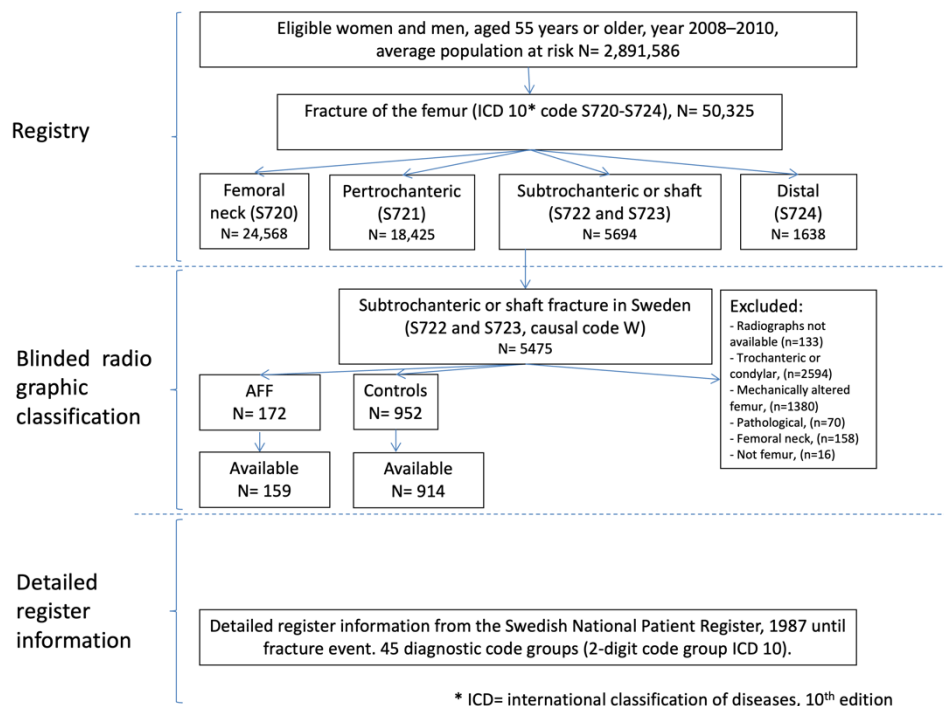 Eligible women and men, aged 55 years or older, year 2008–2010,
average population at risk N= 2,891,586
Registry
Fracture of the femur (ICD 10* code S720-S724), N= 50,325
Femoral
neck (S720)
N= 24,568
Pertrochanteric
(S721)
N= 18,425
Subtrochanteric or shaft
(S722 and S723)
N= 5694
Distal
(S724)
N= 1638
Blinded radio
graphic
classification
Subtrochanteric or shaft fracture in Sweden
(S722 and S723, causal code W)
N= 5475
Excluded:
- Radiographs not
available (n=133)
- Trochanteric or
condylar, (n=2594)
- Mechanically altered
femur, (n=1380)
- Pathological, (n=70)
- Femoral neck, (n=158)
- Not femur, (n=16)
AFF
N= 172
Controls
N= 952
Available
N= 159
Available
N= 914
Detailed
register
information
Detailed register information from the Swedish National Patient Register, 1987 until
fracture event. 45 diagnostic code groups (2-digit code group ICD 10).
* ICD= international classification of diseases, 10th edition